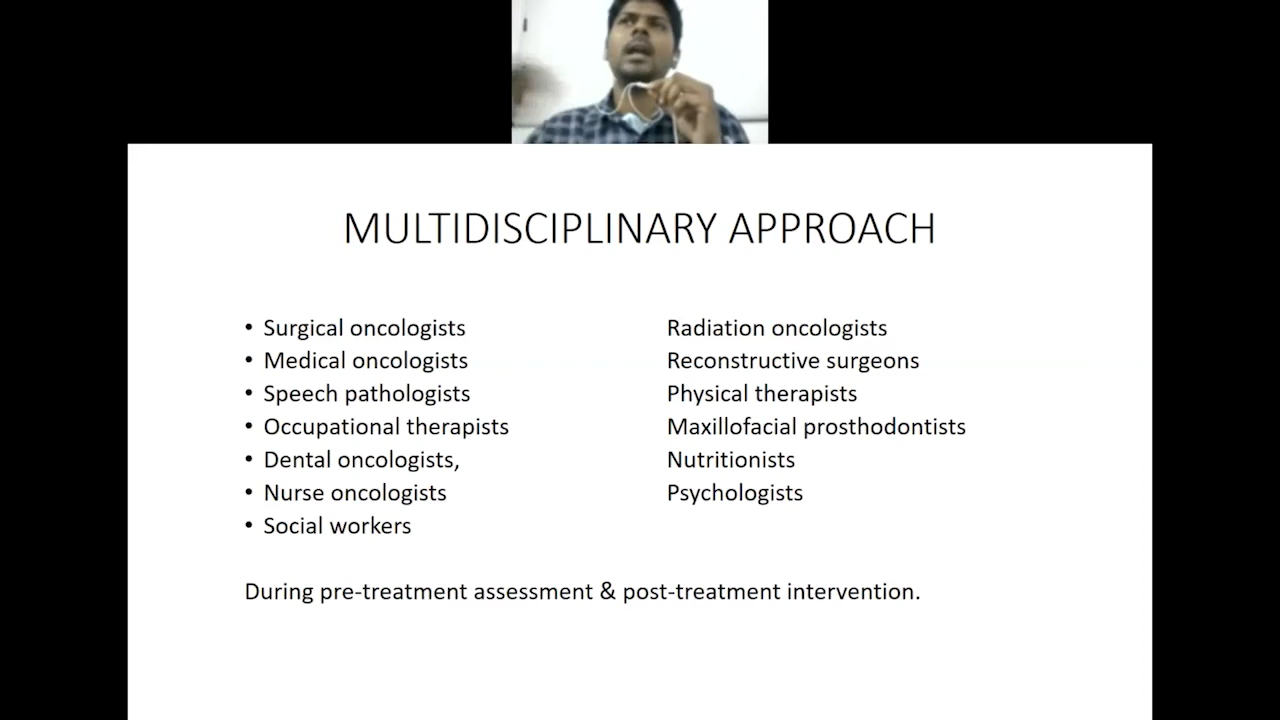 MULTIDISCIPLINARY APPROACH
• Surgical oncologists Radiation oncologists
• Medical oncologists Reconstructive surgeons
• Speech pathologists Physical therapists
• Occupational therapists Maxillofacial prosthodontists
• Dental oncologists, Nutritionists
• Nurse oncologists Psychologists
• Social workers
During pre-treatment assessment & post-treatment intervention.